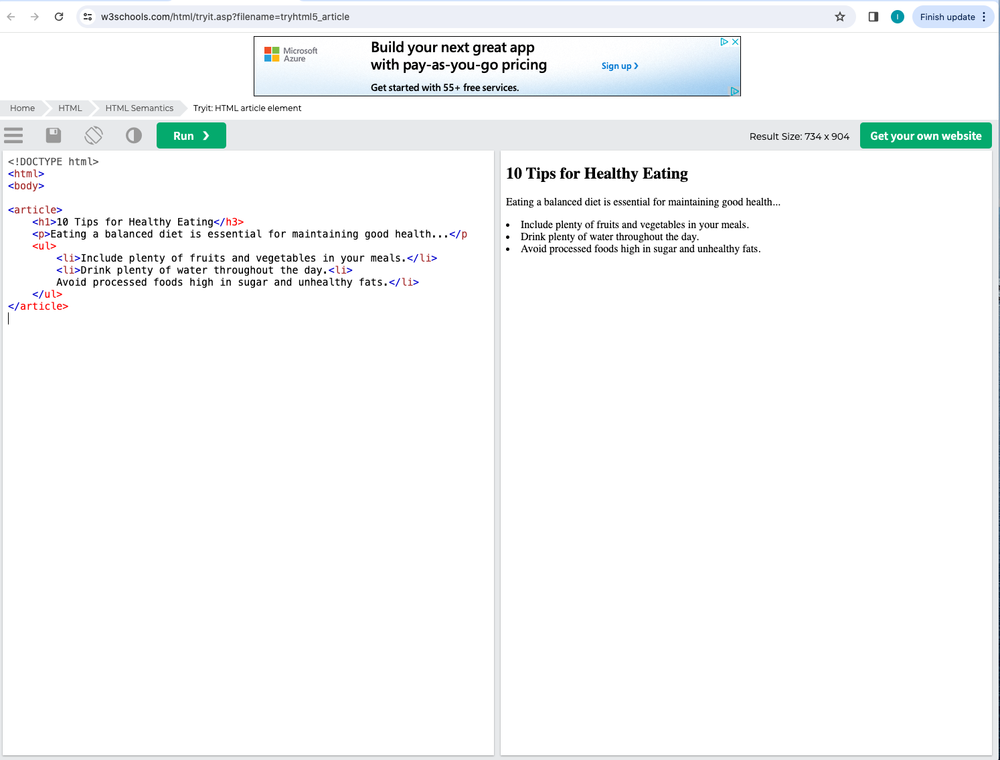 w3schools.com/html/tryit.asp?filename=tryhtml5_article
I
Finish update
Microsoft
Azure
Build your next great app
with pay-as-you-go pricing
Get started with 55+ free services.
Sign up
Home
HTML
HTML Semantics
Tryit: HTML article element
Run
Result Size: 734 x 904
Get your own website
<!DOCTYPE html>
<html>
<body>
<article>
<h1>10 Tips for Healthy Eating</h3>
<p>Eating a balanced diet is essential for maintaining good health...</p
<ul>
<li>Include plenty of fruits and vegetables in your meals.</li>
<li>Drink plenty of water throughout the day.<li>
Avoid processed foods high in sugar and unhealthy fats.</li>
</ul>
</article>
10 Tips for Healthy Eating
Eating a balanced diet is essential for maintaining good health...
• Include plenty of fruits and vegetables in your meals.
• Drink plenty of water throughout the day.
• Avoid processed foods high in sugar and unhealthy fats.